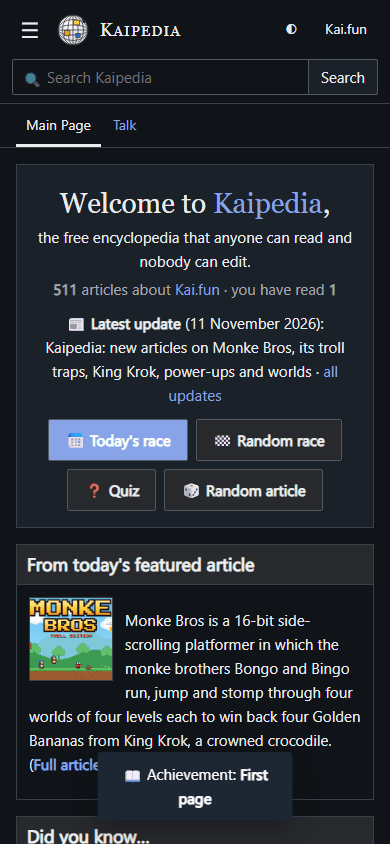 Kaipedia
Kai.fun
Search Kaipedia
Search
Main Page
Talk
Welcome to Kaipedia,
the free encyclopedia that anyone can read and
nobody can edit.
511 articles about Kai.fun · you have read 1
Latest update (11 November 2026):
Kaipedia: new articles on Monke Bros, its troll
traps, King Krok, power-ups and worlds · all
updates
Today's race
Random race
Quiz
Random article
From today's featured article
MONKE
BROS
TROLL EDITION
Monke Bros is a 16-bit side-
scrolling platformer in which the
monke brothers Bongo and Bingo
run, jump and stomp through four
worlds of four levels each to win back four Golden
Bananas from King Krok, a crowned crocodile.
(Full article
Achievement: First
page
Did you know...